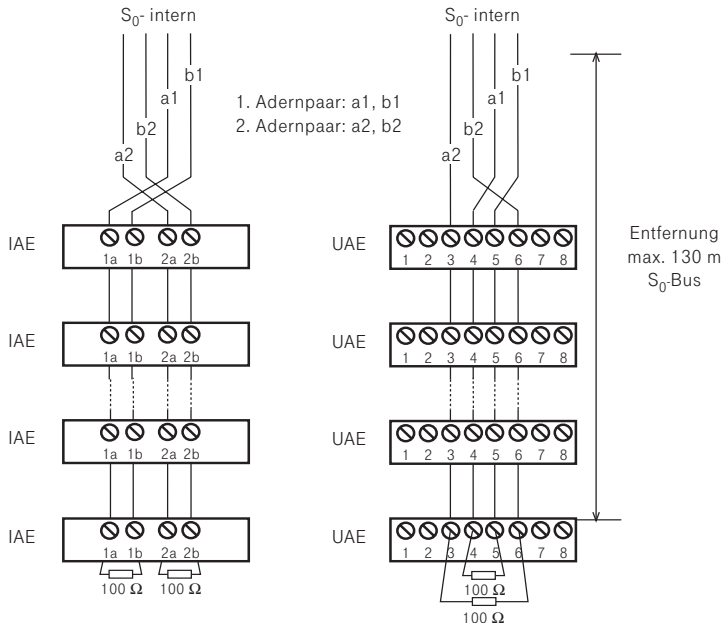 S₀- intern
S₀- intern
b1
a1
b2
a2
1. Adernpaar: a1, b1
2. Adernpaar: a2, b2
b1
a1
b2
a2
IAE
1a 1b 2a 2b
UAE
1 2 3 4 5 6 7 8
Entfernung
max. 130 m
S₀-Bus
IAE
1a 1b 2a 2b
UAE
1 2 3 4 5 6 7 8
IAE
1a 1b 2a 2b
UAE
1 2 3 4 5 6 7 8
IAE
1a 1b 2a 2b
100 Ω 100 Ω
UAE
1 2 3 4 5 6 7 8
100 Ω
100 Ω